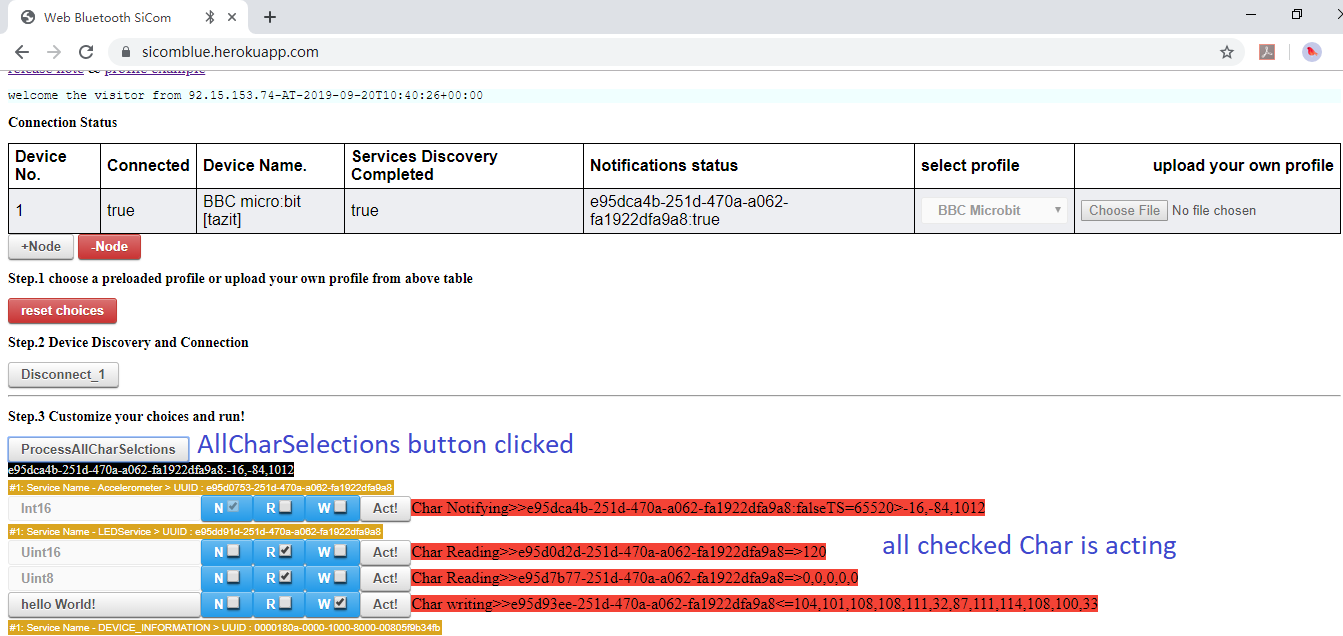 Web Bluetooth SiCom
sicomblue.herokuapp.com
release note & profile example
welcome the visitor from 92.15.153.74-AT-2019-09-20T10:40:26+00:00
Connection Status
Device No. Connected Device Name. Services Discovery Completed Notifications status select profile upload your own profile
1 true BBC micro:bit [tazit] true e95dca4b-251d-470a-a062-fa1922dfa9a8:true BBC Microbit Choose File No file chosen
+Node -Node
Step.1 choose a preloaded profile or upload your own profile from above table
reset choices
Step.2 Device Discovery and Connection
Disconnect_1
Step.3 Customize your choices and run!
ProcessAllCharSelctions AllCharSelections button clicked
e95dca4b-251d-470a-a062-fa1922dfa9a8:-16,-84,1012
#1: Service Name - Accelerometer > UUID : e95d0753-251d-470a-a062-fa1922dfa9a8
Int16 N R W Act! Char Notifying>>e95dca4b-251d-470a-a062-fa1922dfa9a8:falseTS=65520>-16,-84,1012
#1: Service Name - LEDService > UUID : e95dd91d-251d-470a-a062-fa1922dfa9a8
Uint16 N R W Act! Char Reading>>e95d0d2d-251d-470a-a062-fa1922dfa9a8=>120 all checked Char is acting
Uint8 N R W Act! Char Reading>>e95d7b77-251d-470a-a062-fa1922dfa9a8=>0,0,0,0,0
hello World! N R W Act! Char writing>>e95d93ee-251d-470a-a062-fa1922dfa9a8<=104,101,108,108,111,32,87,111,114,108,100,33
#1: Service Name - DEVICE_INFORMATION > UUID : 0000180a-0000-1000-8000-00805f9b34fb